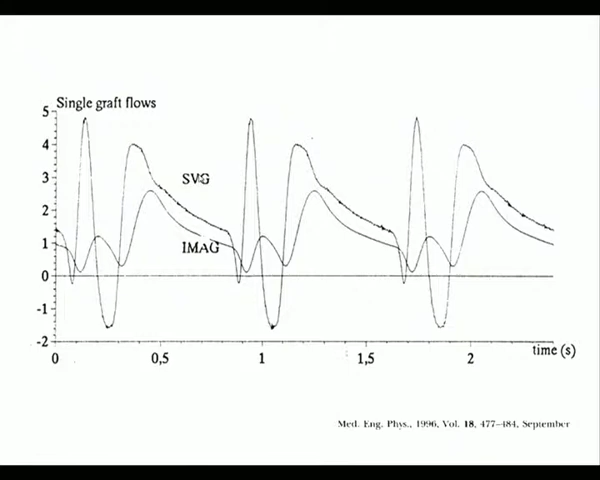 Single graft flows
5
4
3
2
1
0
-1
-2
SVG
IMAG
0 0,5 1 1,5 2 time (s)
Med. Eng. Phys., 1996, Vol. 18, 477–484, September